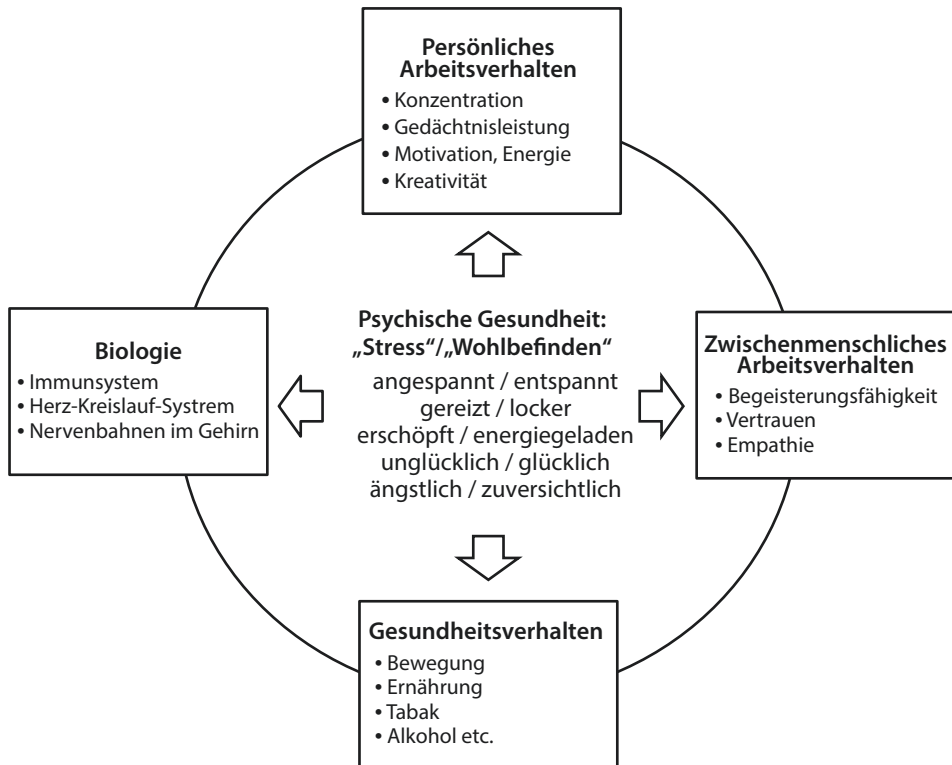 Persönliches
Arbeitsverhalten
• Konzentration
• Gedächtnisleistung
• Motivation, Energie
• Kreativität
Psychische Gesundheit:
„Stress“/„Wohlbefinden“
angespannt / entspannt
gereizt / locker
erschöpft / energiegeladen
unglücklich / glücklich
ängstlich / zuversichtlich
Biologie
• Immunsystem
• Herz-Kreislauf-Systrem
• Nervenbahnen im Gehirn
Zwischenmenschliches
Arbeitsverhalten
• Begeisterungsfähigkeit
• Vertrauen
• Empathie
Gesundheitsverhalten
• Bewegung
• Ernährung
• Tabak
• Alkohol etc.